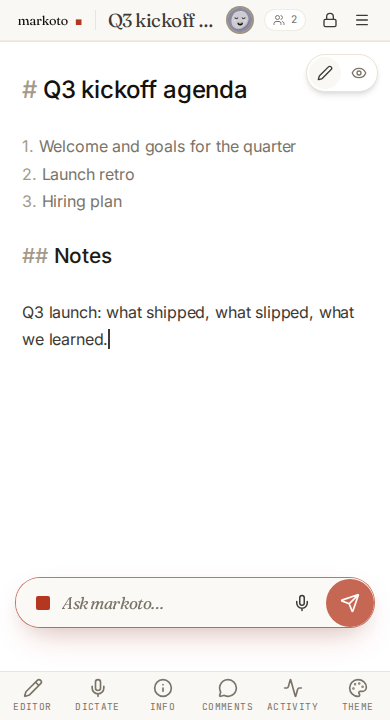 markoto
Q3 kickoff ...
2
# Q3 kickoff agenda
1. Welcome and goals for the quarter
2. Launch retro
3. Hiring plan
## Notes
Q3 launch: what shipped, what slipped, what
we learned.
Ask markoto...
EDITOR
DICTATE
INFO
COMMENTS
ACTIVITY
THEME